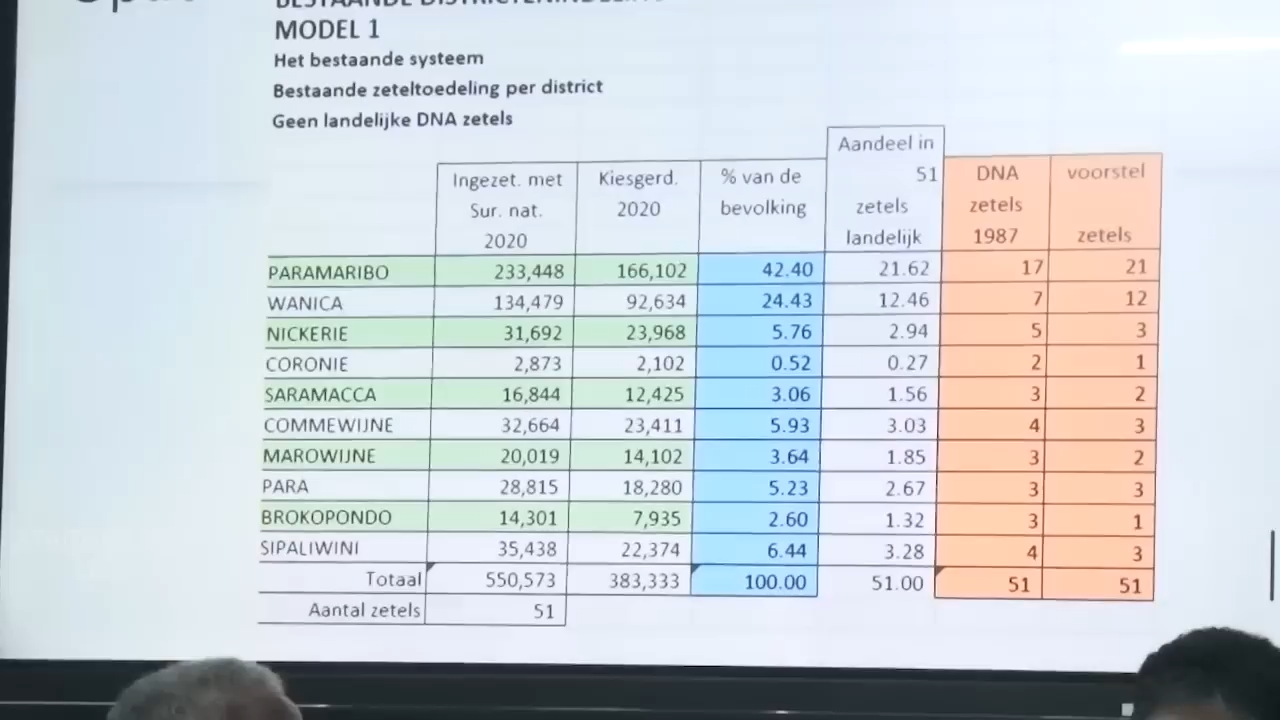 MODEL 1
Het bestaande systeem
Bestaande zeteltoedeling per district
Geen landelijke DNA zetels
Ingezet. met Sur. nat. 2020 Kiesgerd. 2020 % van de bevolking Aandeel in 51 zetels landelijk DNA zetels 1987 voorstel zetels
PARAMARIBO 233,448 166,102 42.40 21.62 17 21
WANICA 134,479 92,634 24.43 12.46 7 12
NICKERIE 31,692 23,968 5.76 2.94 5 3
CORONIE 2,873 2,102 0.52 0.27 2 1
SARAMACCA 16,844 12,425 3.06 1.56 3 2
COMMEWIJNE 32,664 23,411 5.93 3.03 4 3
MAROWIJNE 20,019 14,102 3.64 1.85 3 2
PARA 28,815 18,280 5.23 2.67 3 3
BROKOPONDO 14,301 7,935 2.60 1.32 3 1
SIPALIWINI 35,438 22,374 6.44 3.28 4 3
Totaal 550,573 383,333 100.00 51.00 51 51
Aantal zetels 51